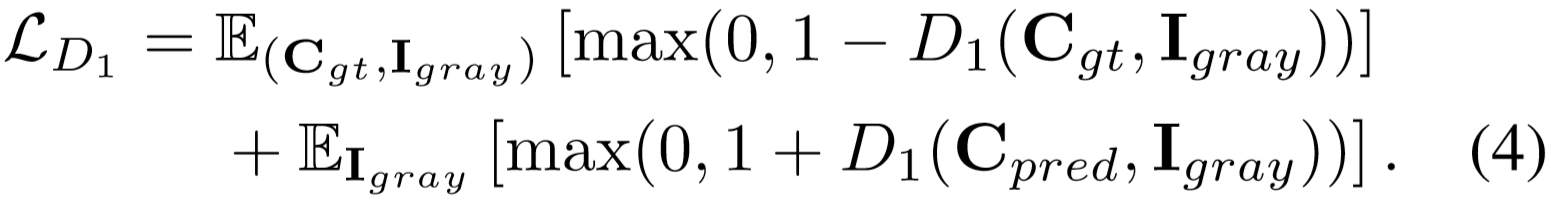 ℒ_{D_1} = 𝔼_{(𝐂_{gt},𝐈_{gray})} [max(0, 1 − D_1(𝐂_{gt}, 𝐈_{gray}))]
+ 𝔼_{𝐈_{gray}} [max(0, 1 + D_1(𝐂_{pred}, 𝐈_{gray}))] . (4)